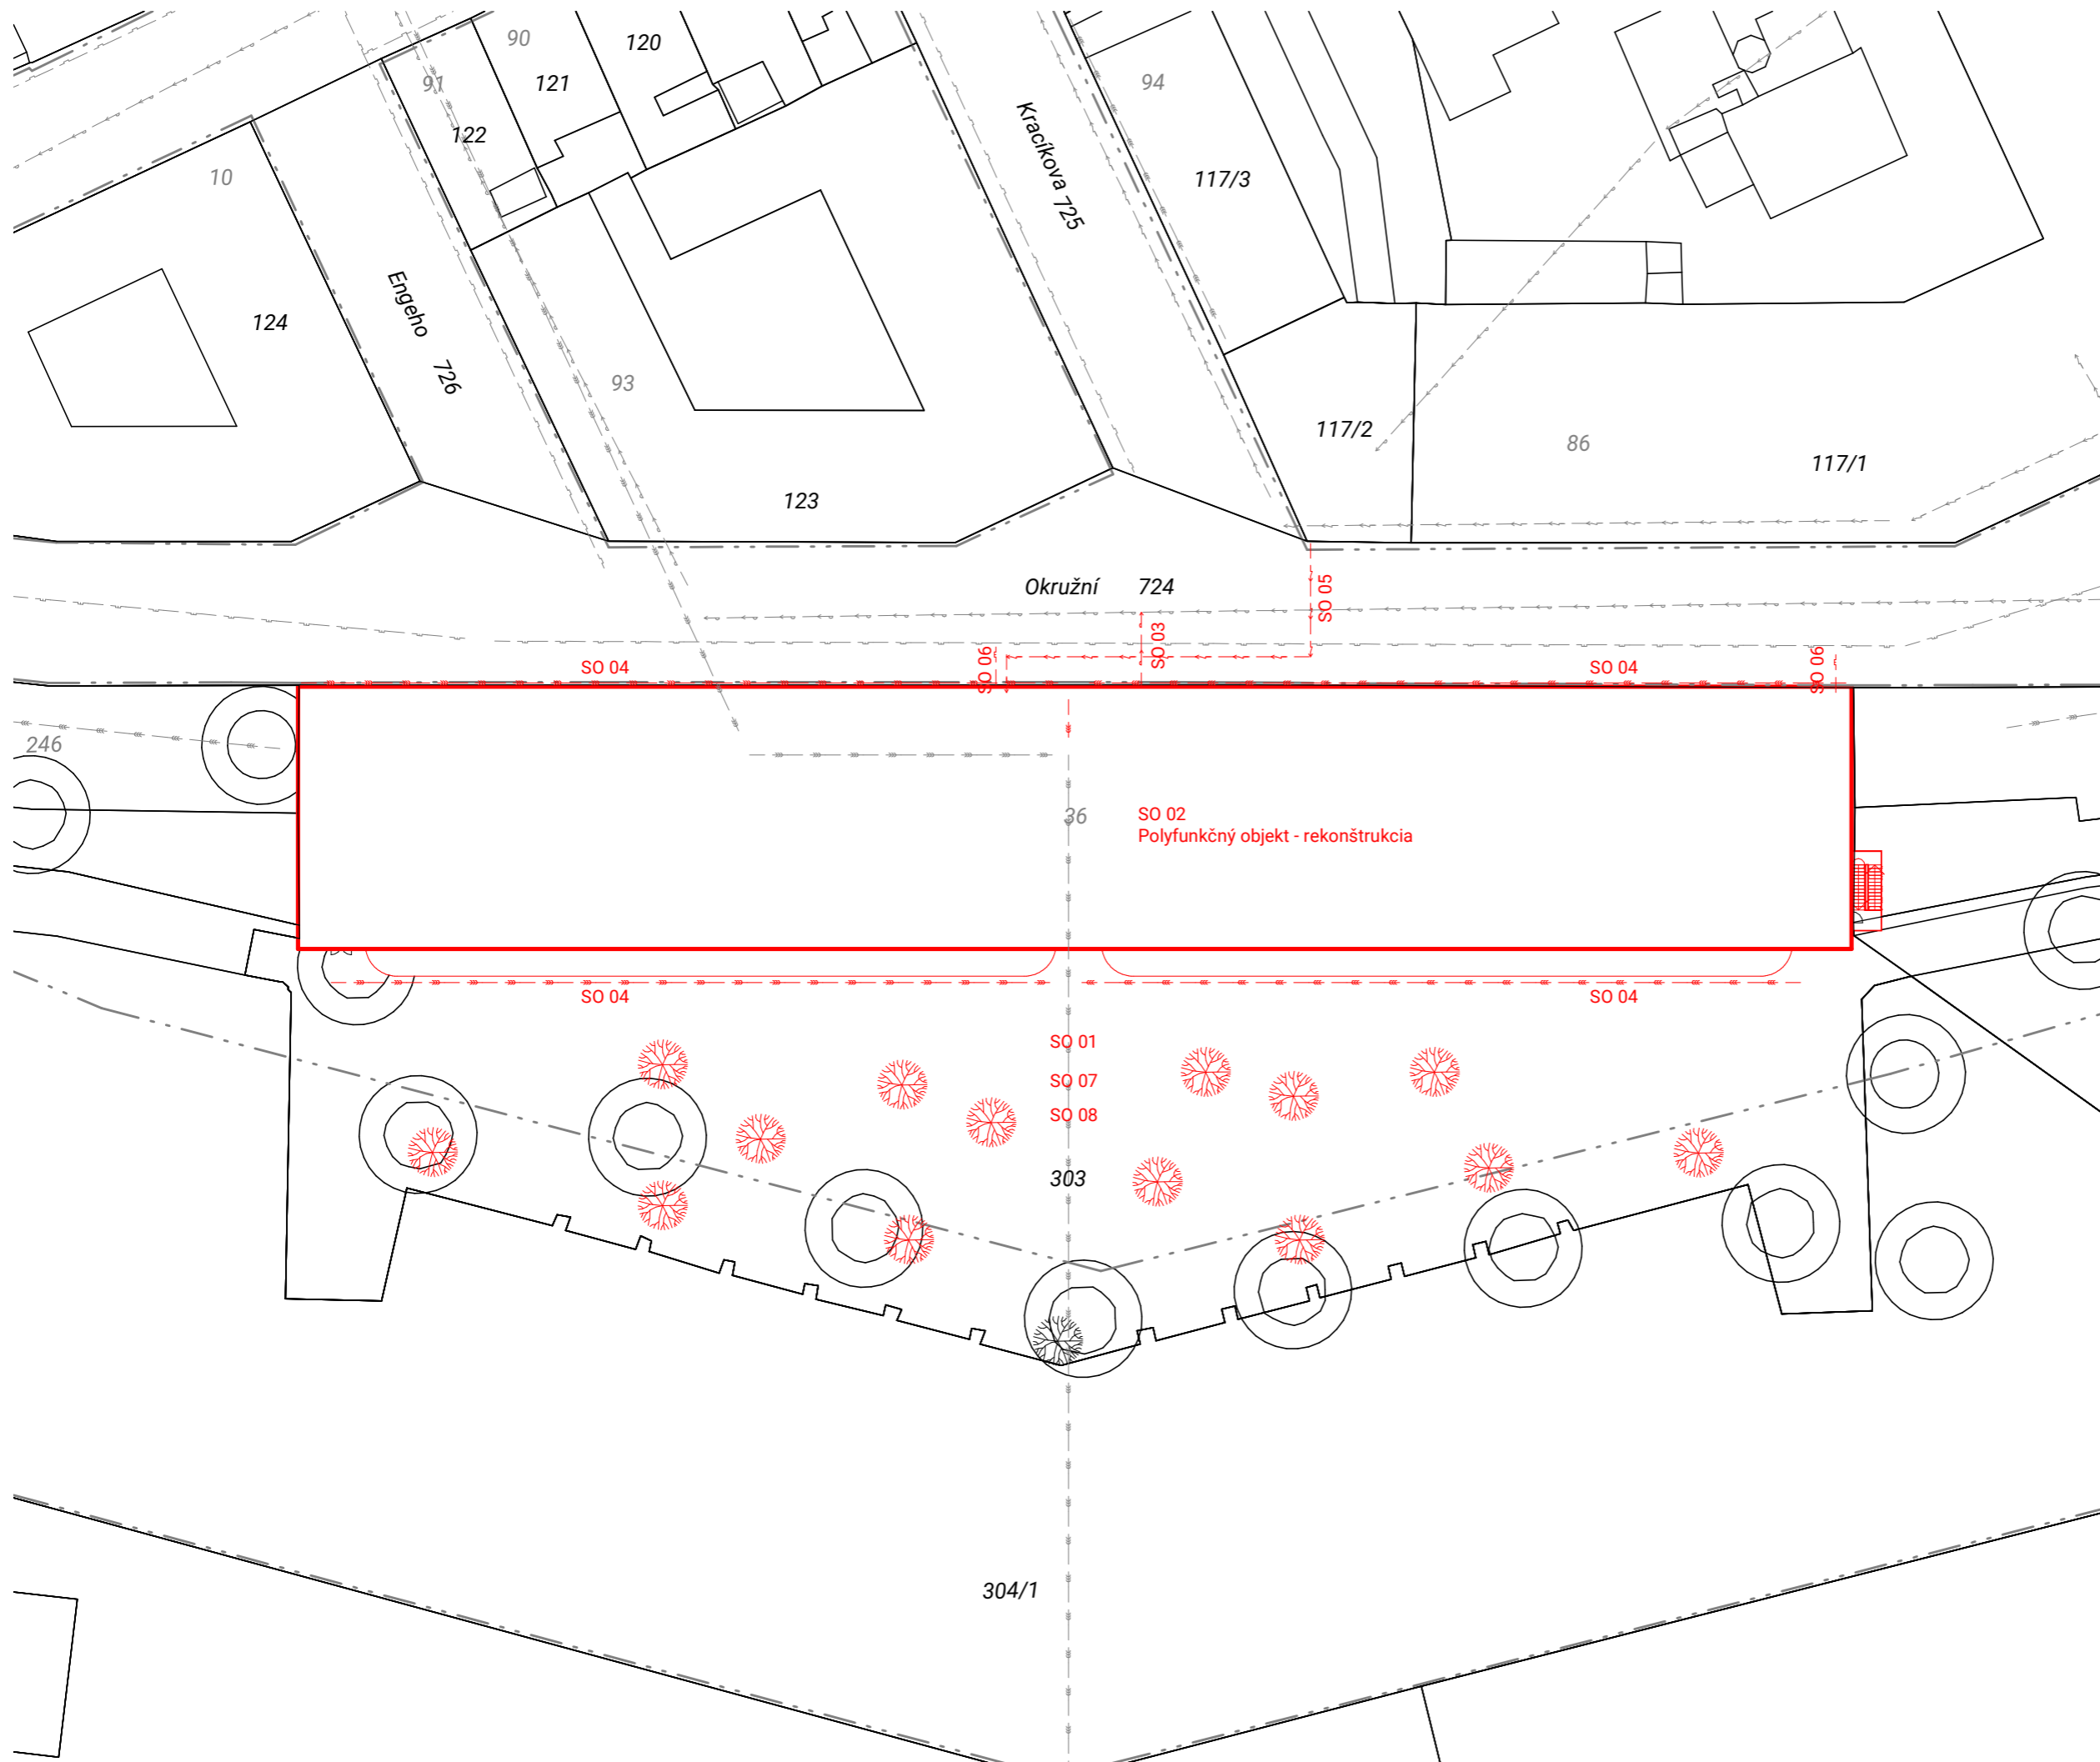 90
120
91
121
94
122
Kracíkova 725
10
117/3
Engeho 726
124
93
117/2
86
117/1
123
Okružní 724
SO 05
SO 03
SO 04
SO 06
SO 04
SO 06
246
36
SO 02
Polyfunkčný objekt - rekonštrukcia
SO 04
SO 04
SO 01
SO 07
SO 08
303
304/1